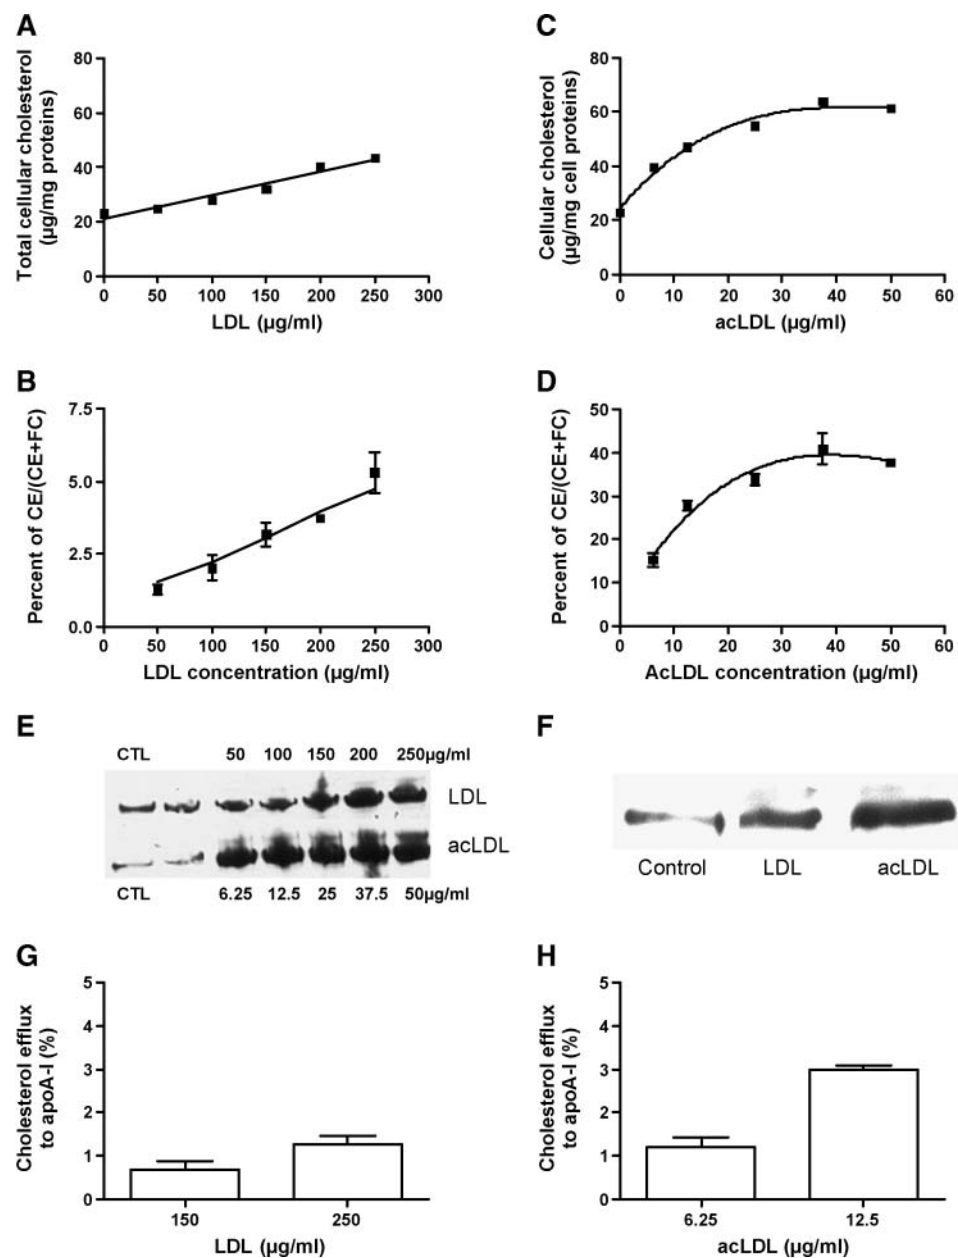 A
Total cellular cholesterol
(µg/mg proteins)
80
60
40
20
0
0 50 100 150 200 250 300
LDL (µg/ml)
C
Cellular cholesterol
(µg/mg cell proteins)
80
60
40
20
0
0 10 20 30 40 50 60
acLDL (µg/ml)
B
Percent of CE/(CE+FC)
7.5
5.0
2.5
0.0
0 50 100 150 200 250 300
LDL concentration (µg/ml)
D
Percent of CE/(CE+FC)
50
40
30
20
10
0
0 10 20 30 40 50 60
AcLDL concentration (µg/ml)
E
CTL 50 100 150 200 250µg/ml
LDL
acLDL
CTL 6.25 12.5 25 37.5 50µg/ml
F
Control LDL acLDL
G
Cholesterol efflux
to apoA-I (%)
5
4
3
2
1
0
150 250
LDL (µg/ml)
H
Cholesterol efflux
to apoA-I (%)
5
4
3
2
1
0
6.25 12.5
acLDL (µg/ml)